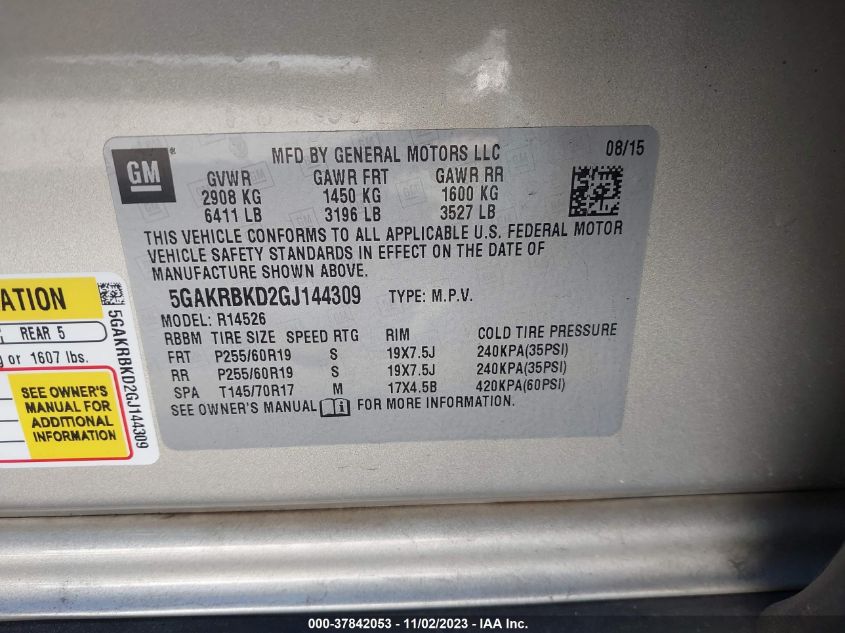 GM
MFD BY GENERAL MOTORS LLC
08/15
GVWR GAWR FRT GAWR RR
2908 KG 1450 KG 1600 KG
6411 LB 3196 LB 3527 LB
THIS VEHICLE CONFORMS TO ALL APPLICABLE U.S. FEDERAL MOTOR
VEHICLE SAFETY STANDARDS IN EFFECT ON THE DATE OF
MANUFACTURE SHOWN ABOVE.
5GAKRBKD2GJ144309 TYPE: M.P.V.
MODEL: R14526
RBBM TIRE SIZE SPEED RTG RIM COLD TIRE PRESSURE
FRT P255/60R19 S 19X7.5J 240KPA(35PSI)
RR P255/60R19 S 19X7.5J 240KPA(35PSI)
SPA T145/70R17 M 17X4.5B 420KPA(60PSI)
SEE OWNER'S MANUAL FOR MORE INFORMATION.
ATION
REAR 5
or 1607 lbs.
SEE OWNER'S
MANUAL FOR
ADDITIONAL
INFORMATION
5GAKRBKD2GJ144309
000-37842053 - 11/02/2023 - IAA Inc.